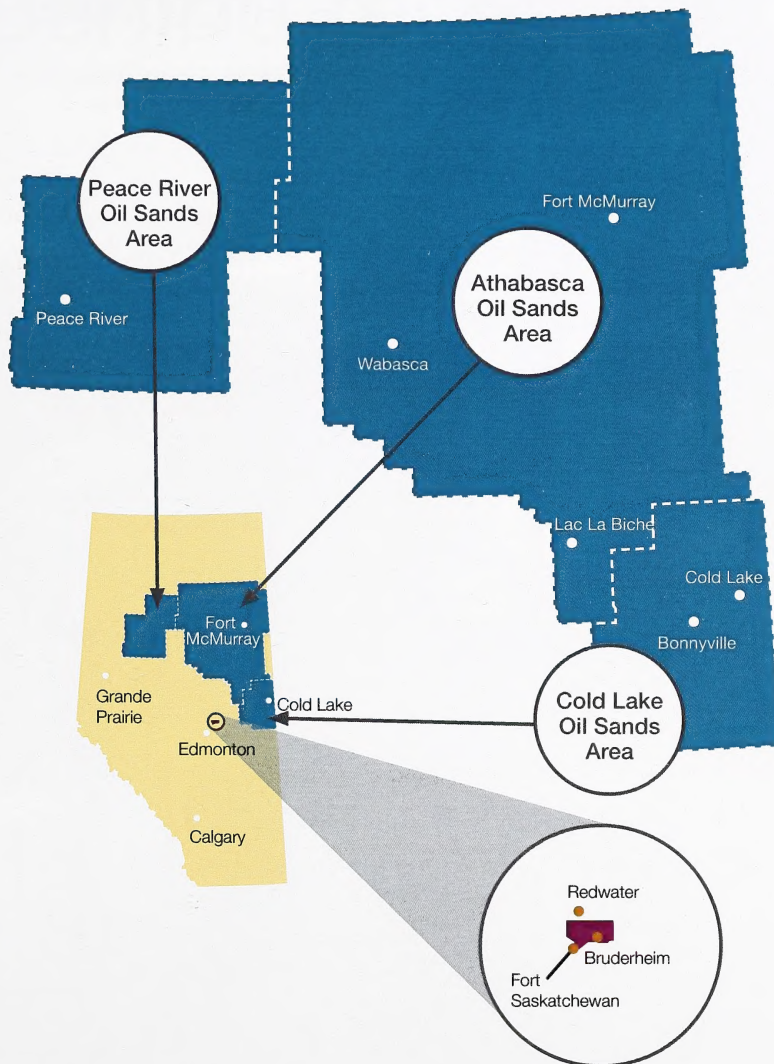 Peace River
Oil Sands
Area
Fort McMurray
Athabasca
Oil Sands
Area
Peace River
Wabasca
Lac La Biche
Cold Lake
Bonnyville
Fort
McMurray
Grande
Prairie
Cold Lake
Cold Lake
Oil Sands
Area
Edmonton
Calgary
Redwater
Bruderheim
Fort
Saskatchewan